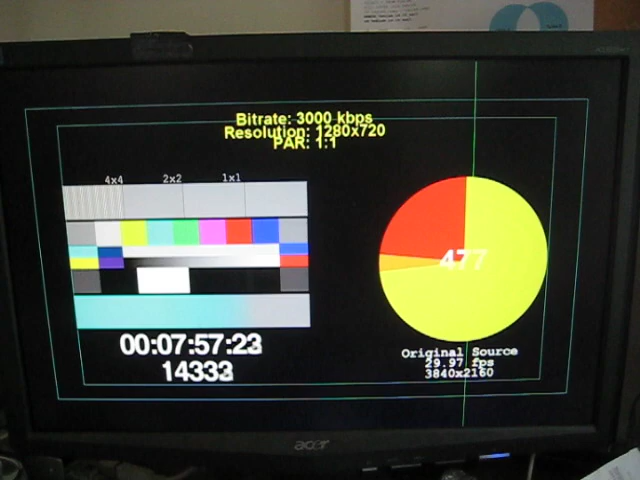 Bitrate: 3000 kbps
Resolution: 1280x720
PAR: 1:1
4x4 2x2 1x1
477
00:07:57:23
14333
Original Source
29.97 fps
3840x2160
acer